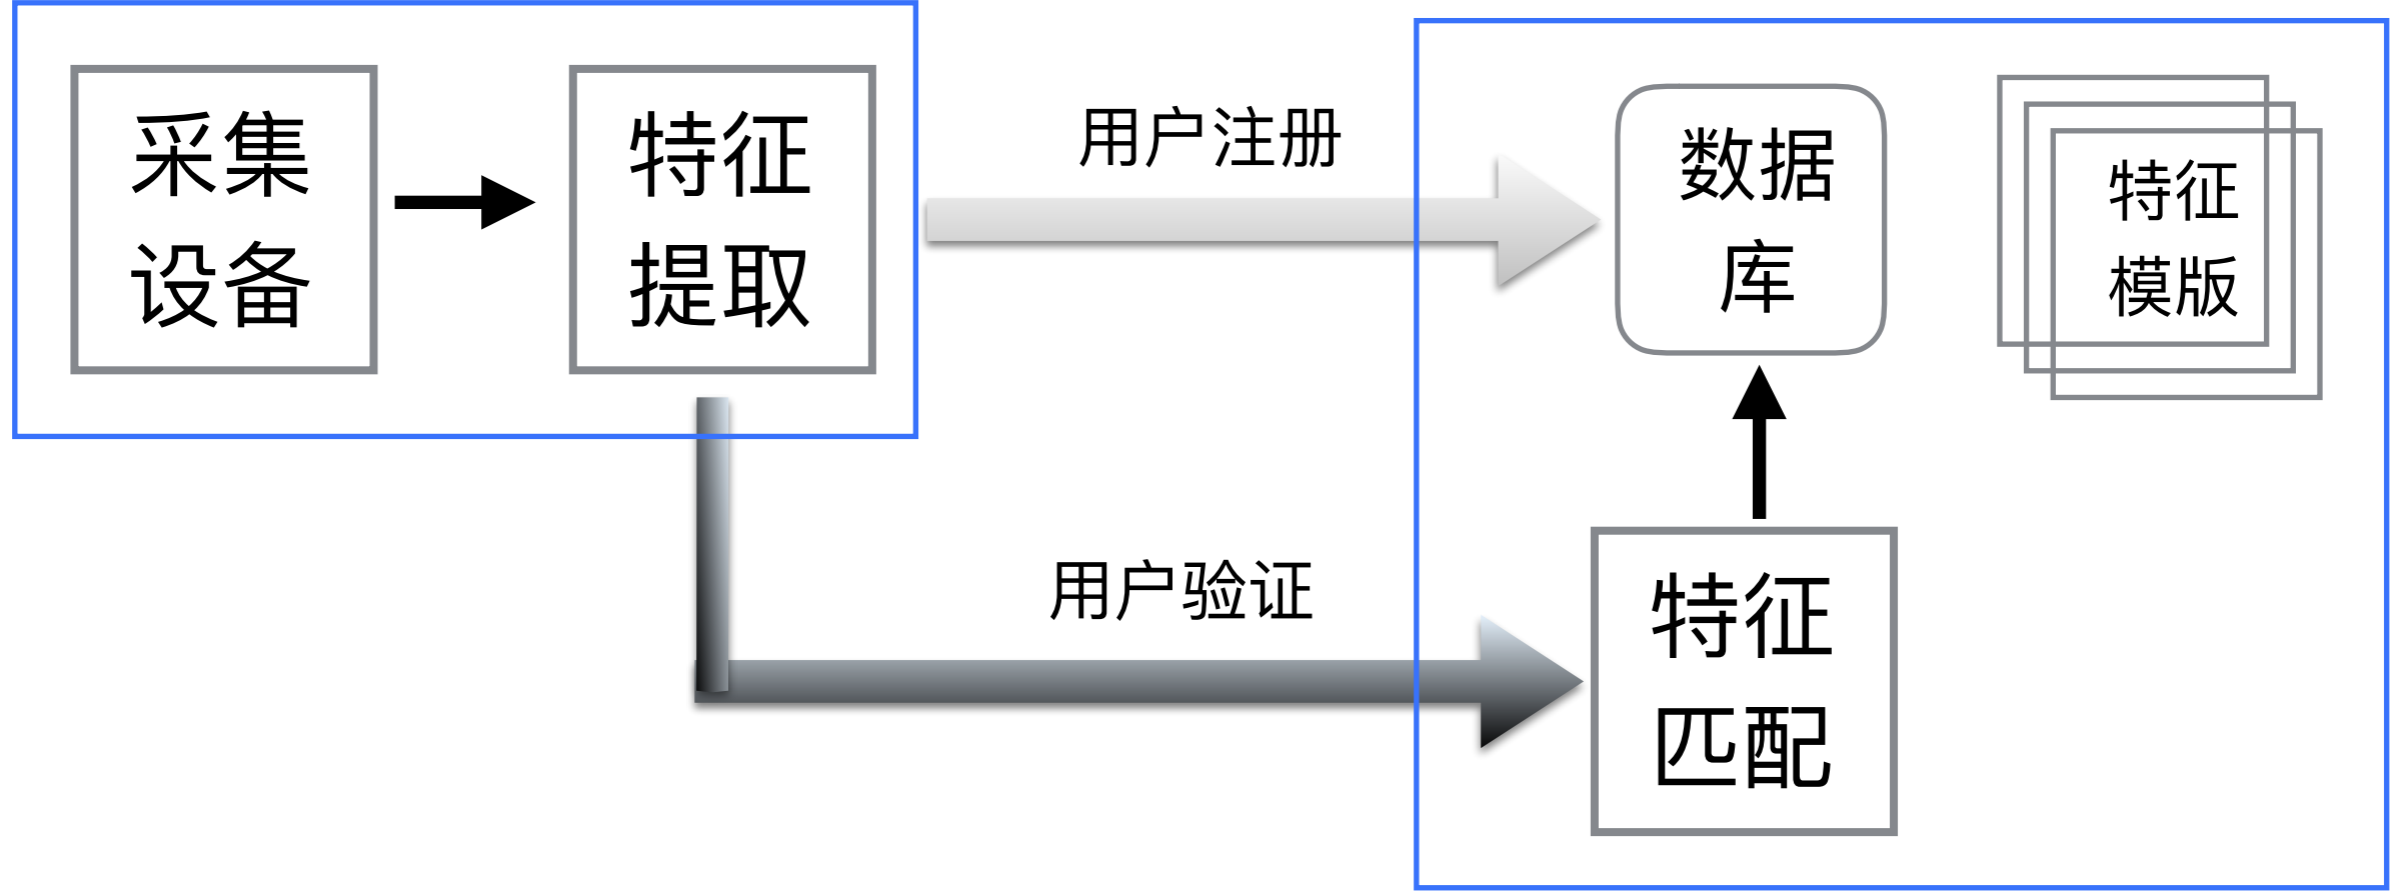 采集
设备
特征
提取
用户注册
数据
库
特征
模版
用户验证
特征
匹配